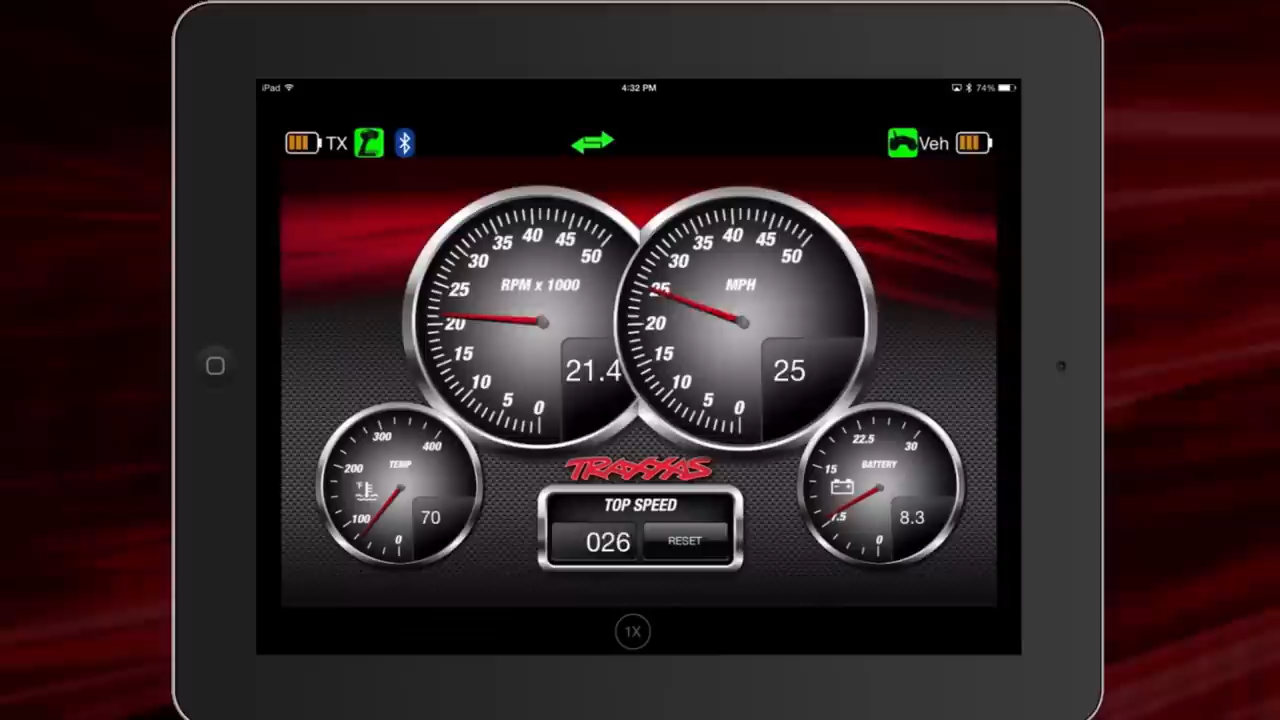 iPad 4:32 PM 74%
TX Veh
RPM x 1000
0 5 10 15 20 25 30 35 40 45 50
21.4
MPH
0 5 10 15 20 25 30 35 40 45 50
25
TEMP
0 100 200 300 400
°F
70
BATTERY
0 7.5 15 22.5 30
8.3
TRAXXAS
TOP SPEED
026 RESET
1X